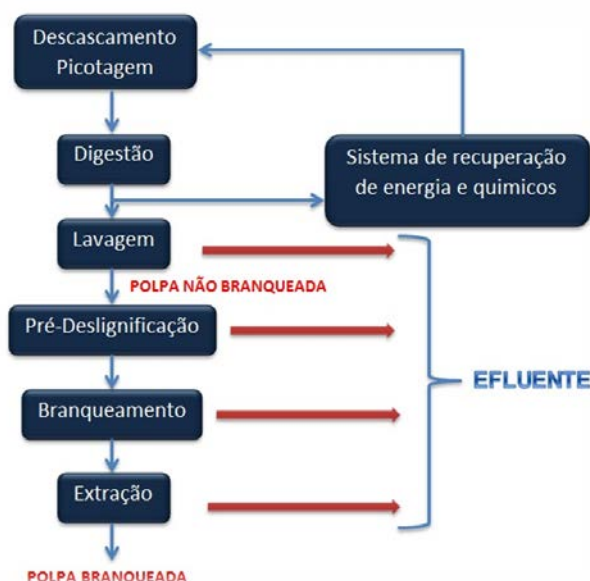 Descascamento
Picotagem
Digestão
Sistema de recuperação
de energia e quimicos
Lavagem
POLPA NÃO BRANQUEADA
Pré-Deslignificação
EFLUENTE
Branqueamento
Extração
POLPA BRANQUEADA